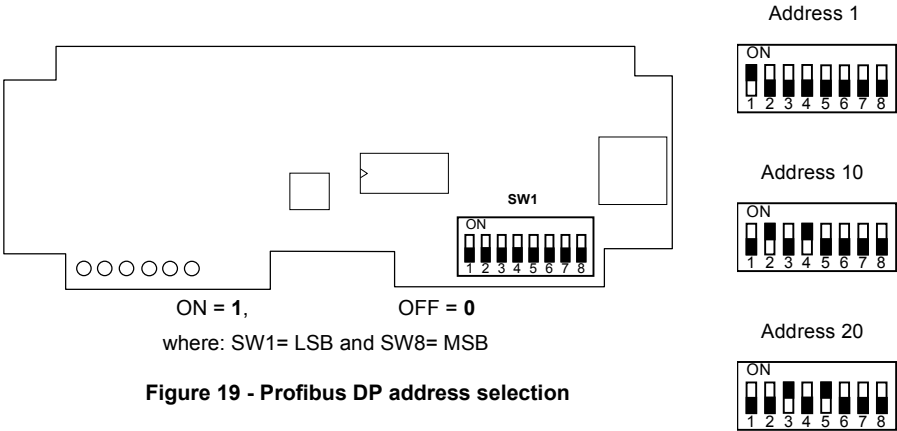 SW1
ON
1 2 3 4 5 6 7 8
ON = 1, OFF = 0
where: SW1= LSB and SW8= MSB
Figure 19 - Profibus DP address selection
Address 1
ON
1 2 3 4 5 6 7 8
Address 10
ON
1 2 3 4 5 6 7 8
Address 20
ON
1 2 3 4 5 6 7 8